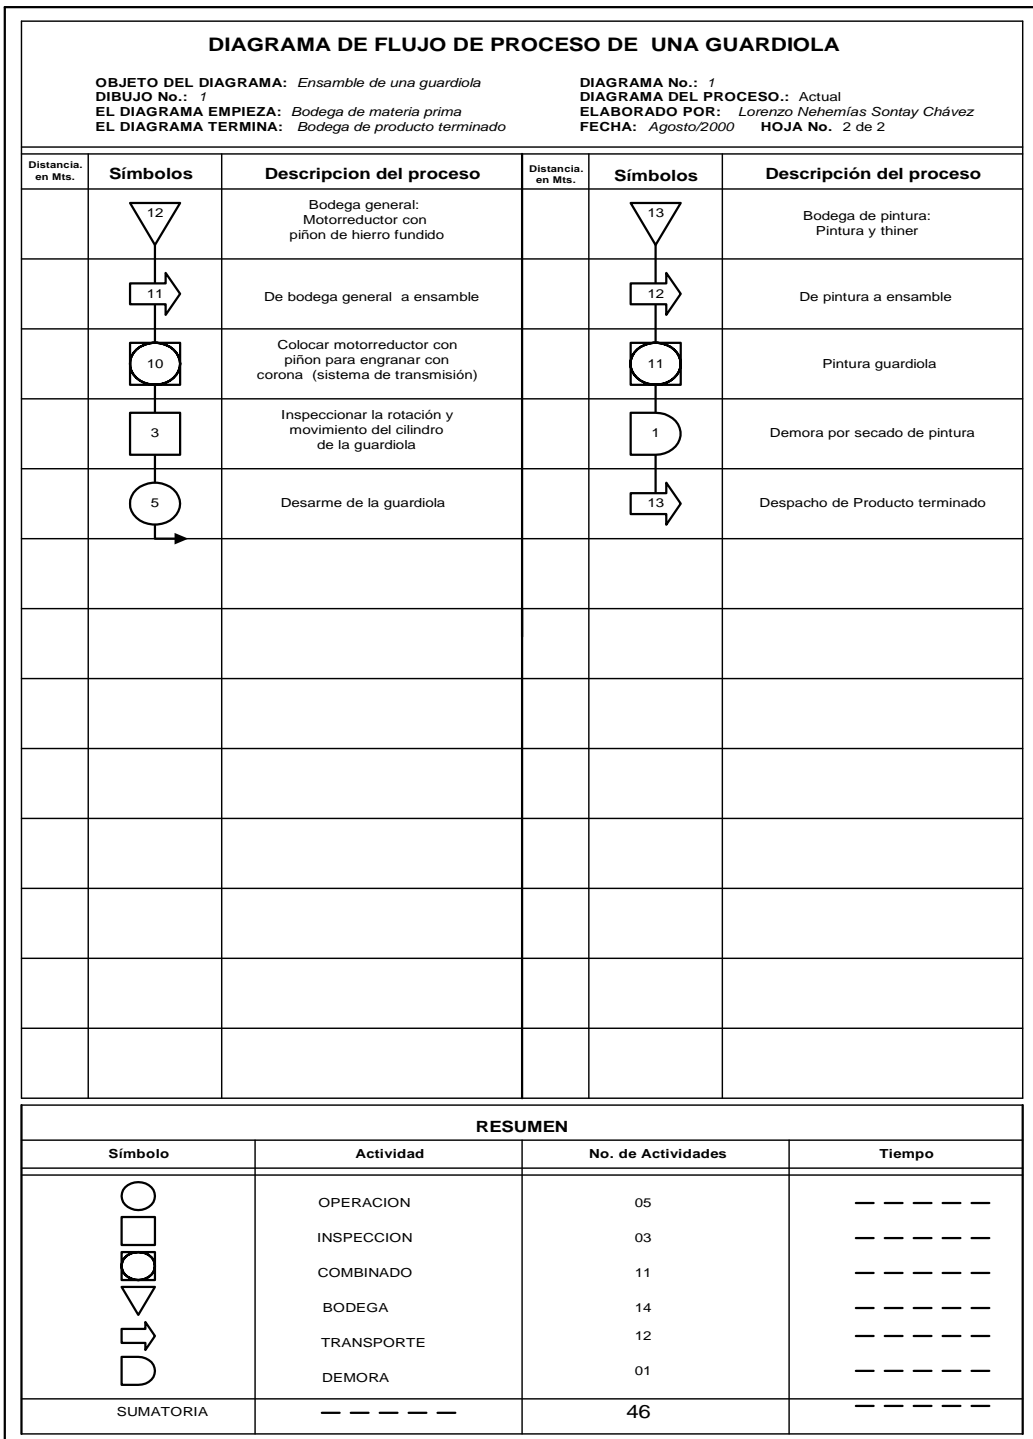 DIAGRAMA DE FLUJO DE PROCESO DE UNA GUARDIOLA
OBJETO DEL DIAGRAMA: Ensamble de una guardiola
DIBUJO No.: 1
EL DIAGRAMA EMPIEZA: Bodega de materia prima
EL DIAGRAMA TERMINA: Bodega de producto terminado
DIAGRAMA No.: 1
DIAGRAMA DEL PROCESO.: Actual
ELABORADO POR: Lorenzo Nehemías Sontay Chávez
FECHA: Agosto/2000 HOJA No. 2 de 2
Distancia.
en Mts.
Símbolos
Descripcion del proceso
Distancia.
en Mts.
Símbolos
Descripción del proceso
12
Bodega general:
Motorreductor con
piñon de hierro fundido
13
Bodega de pintura:
Pintura y thiner
11
De bodega general a ensamble
12
De pintura a ensamble
10
Colocar motorreductor con
piñon para engranar con
corona (sistema de transmisión)
11
Pintura guardiola
3
Inspeccionar la rotación y
movimiento del cilindro
de la guardiola
1
Demora por secado de pintura
5
Desarme de la guardiola
13
Despacho de Producto terminado
RESUMEN
Símbolo Actividad No. de Actividades Tiempo
OPERACION 05
INSPECCION 03
COMBINADO 11
BODEGA 14
TRANSPORTE 12
DEMORA 01
SUMATORIA 46